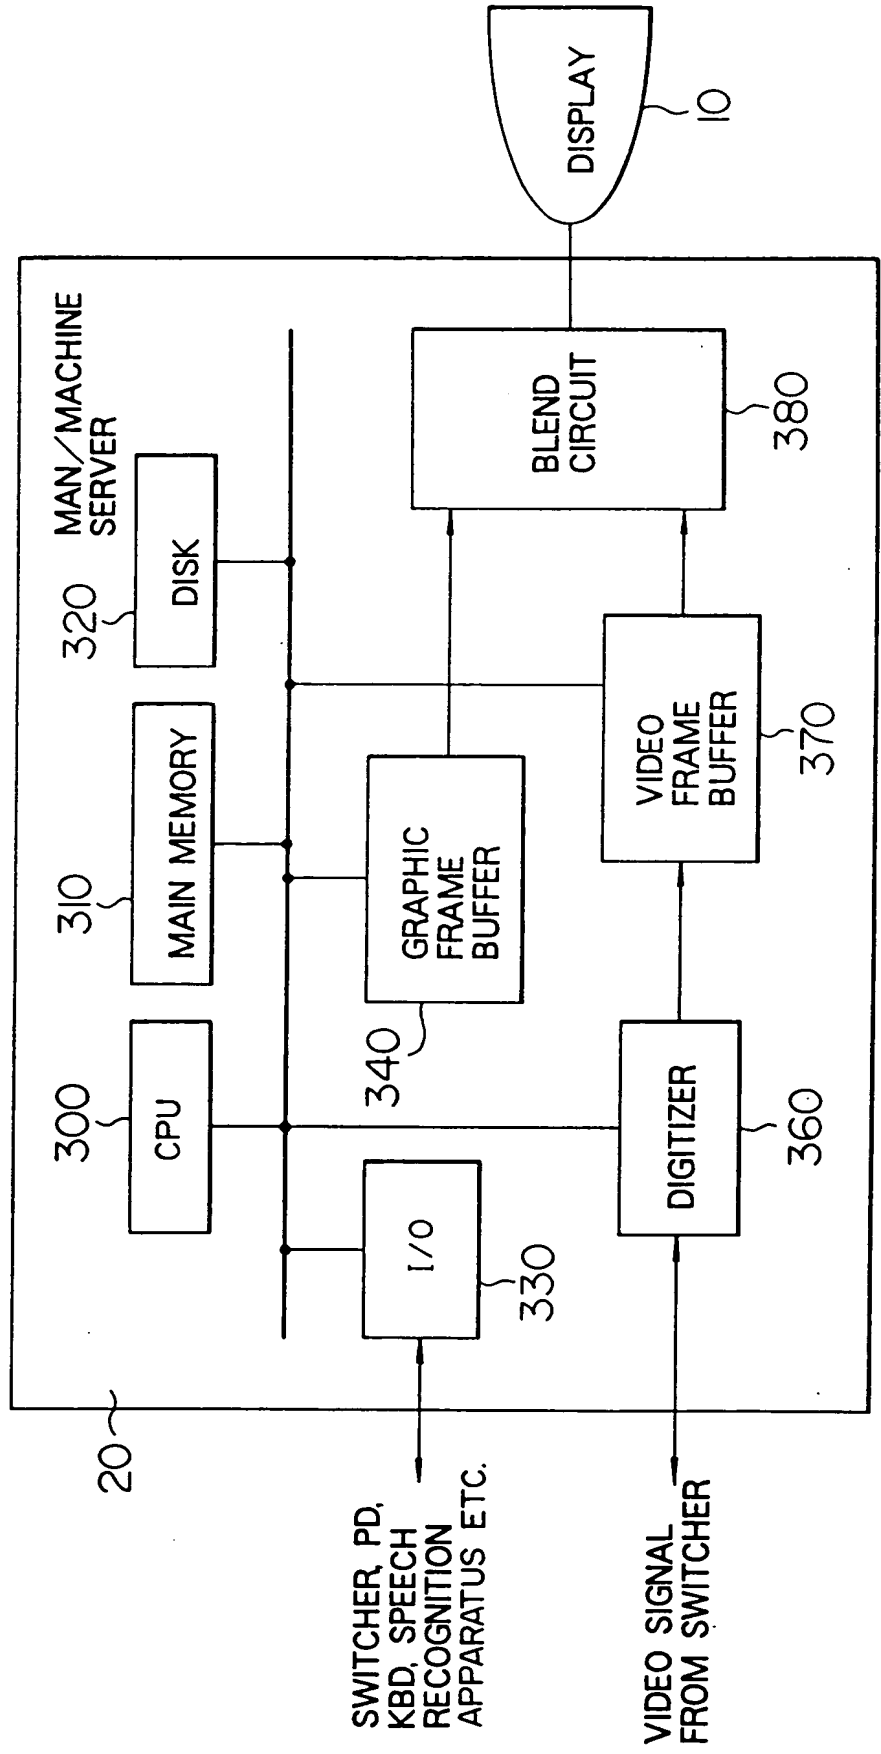 MAN/MACHINE
SERVER
20
300
CPU
310
MAIN MEMORY
320
DISK
I/O
330
340
GRAPHIC
FRAME
BUFFER
DIGITIZER
360
VIDEO
FRAME
BUFFER
370
BLEND
CIRCUIT
380
DISPLAY
10
SWITCHER, PD,
KBD, SPEECH
RECOGNITION
APPARATUS ETC.
VIDEO SIGNAL
FROM SWITCHER